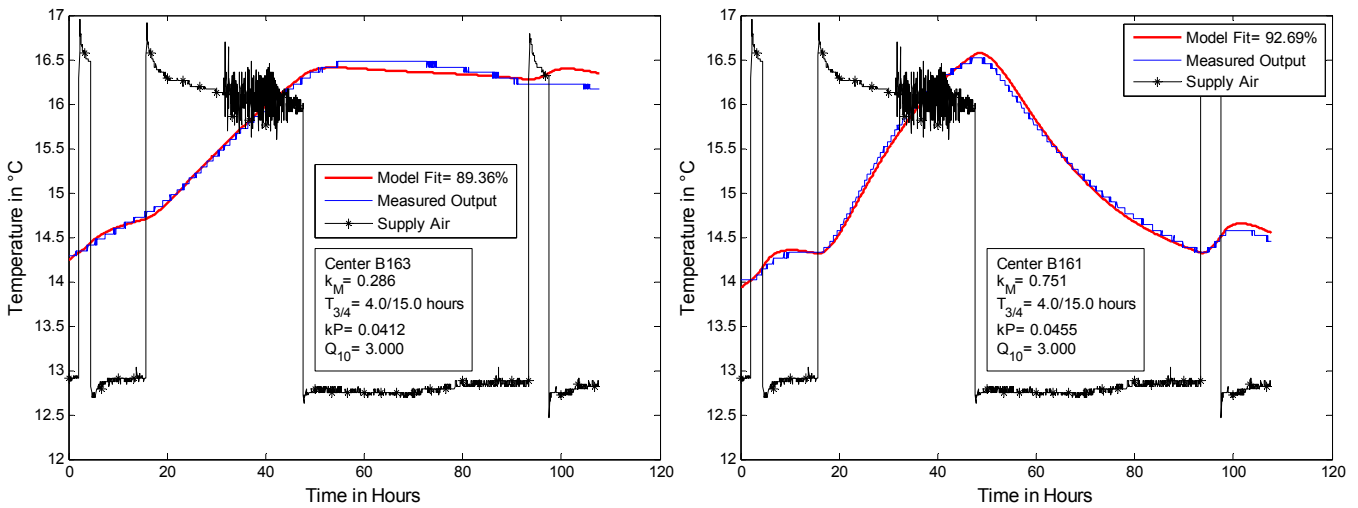 17
16.5
16
15.5
15
14.5
14
13.5
13
12.5
12
0
20
40
60
80
100
120
Temperature in °C
Time in Hours
Model Fit= 89.36%
Measured Output
Supply Air
Center B163
k_M = 0.286
T_3/4 = 4.0/15.0 hours
kP= 0.0412
Q_10 = 3.000
17
16.5
16
15.5
15
14.5
14
13.5
13
12.5
12
0
20
40
60
80
100
120
Temperature in °C
Time in Hours
Model Fit= 92.69%
Measured Output
Supply Air
Center B161
k_M = 0.751
T_3/4 = 4.0/15.0 hours
kP= 0.0455
Q_10 = 3.000